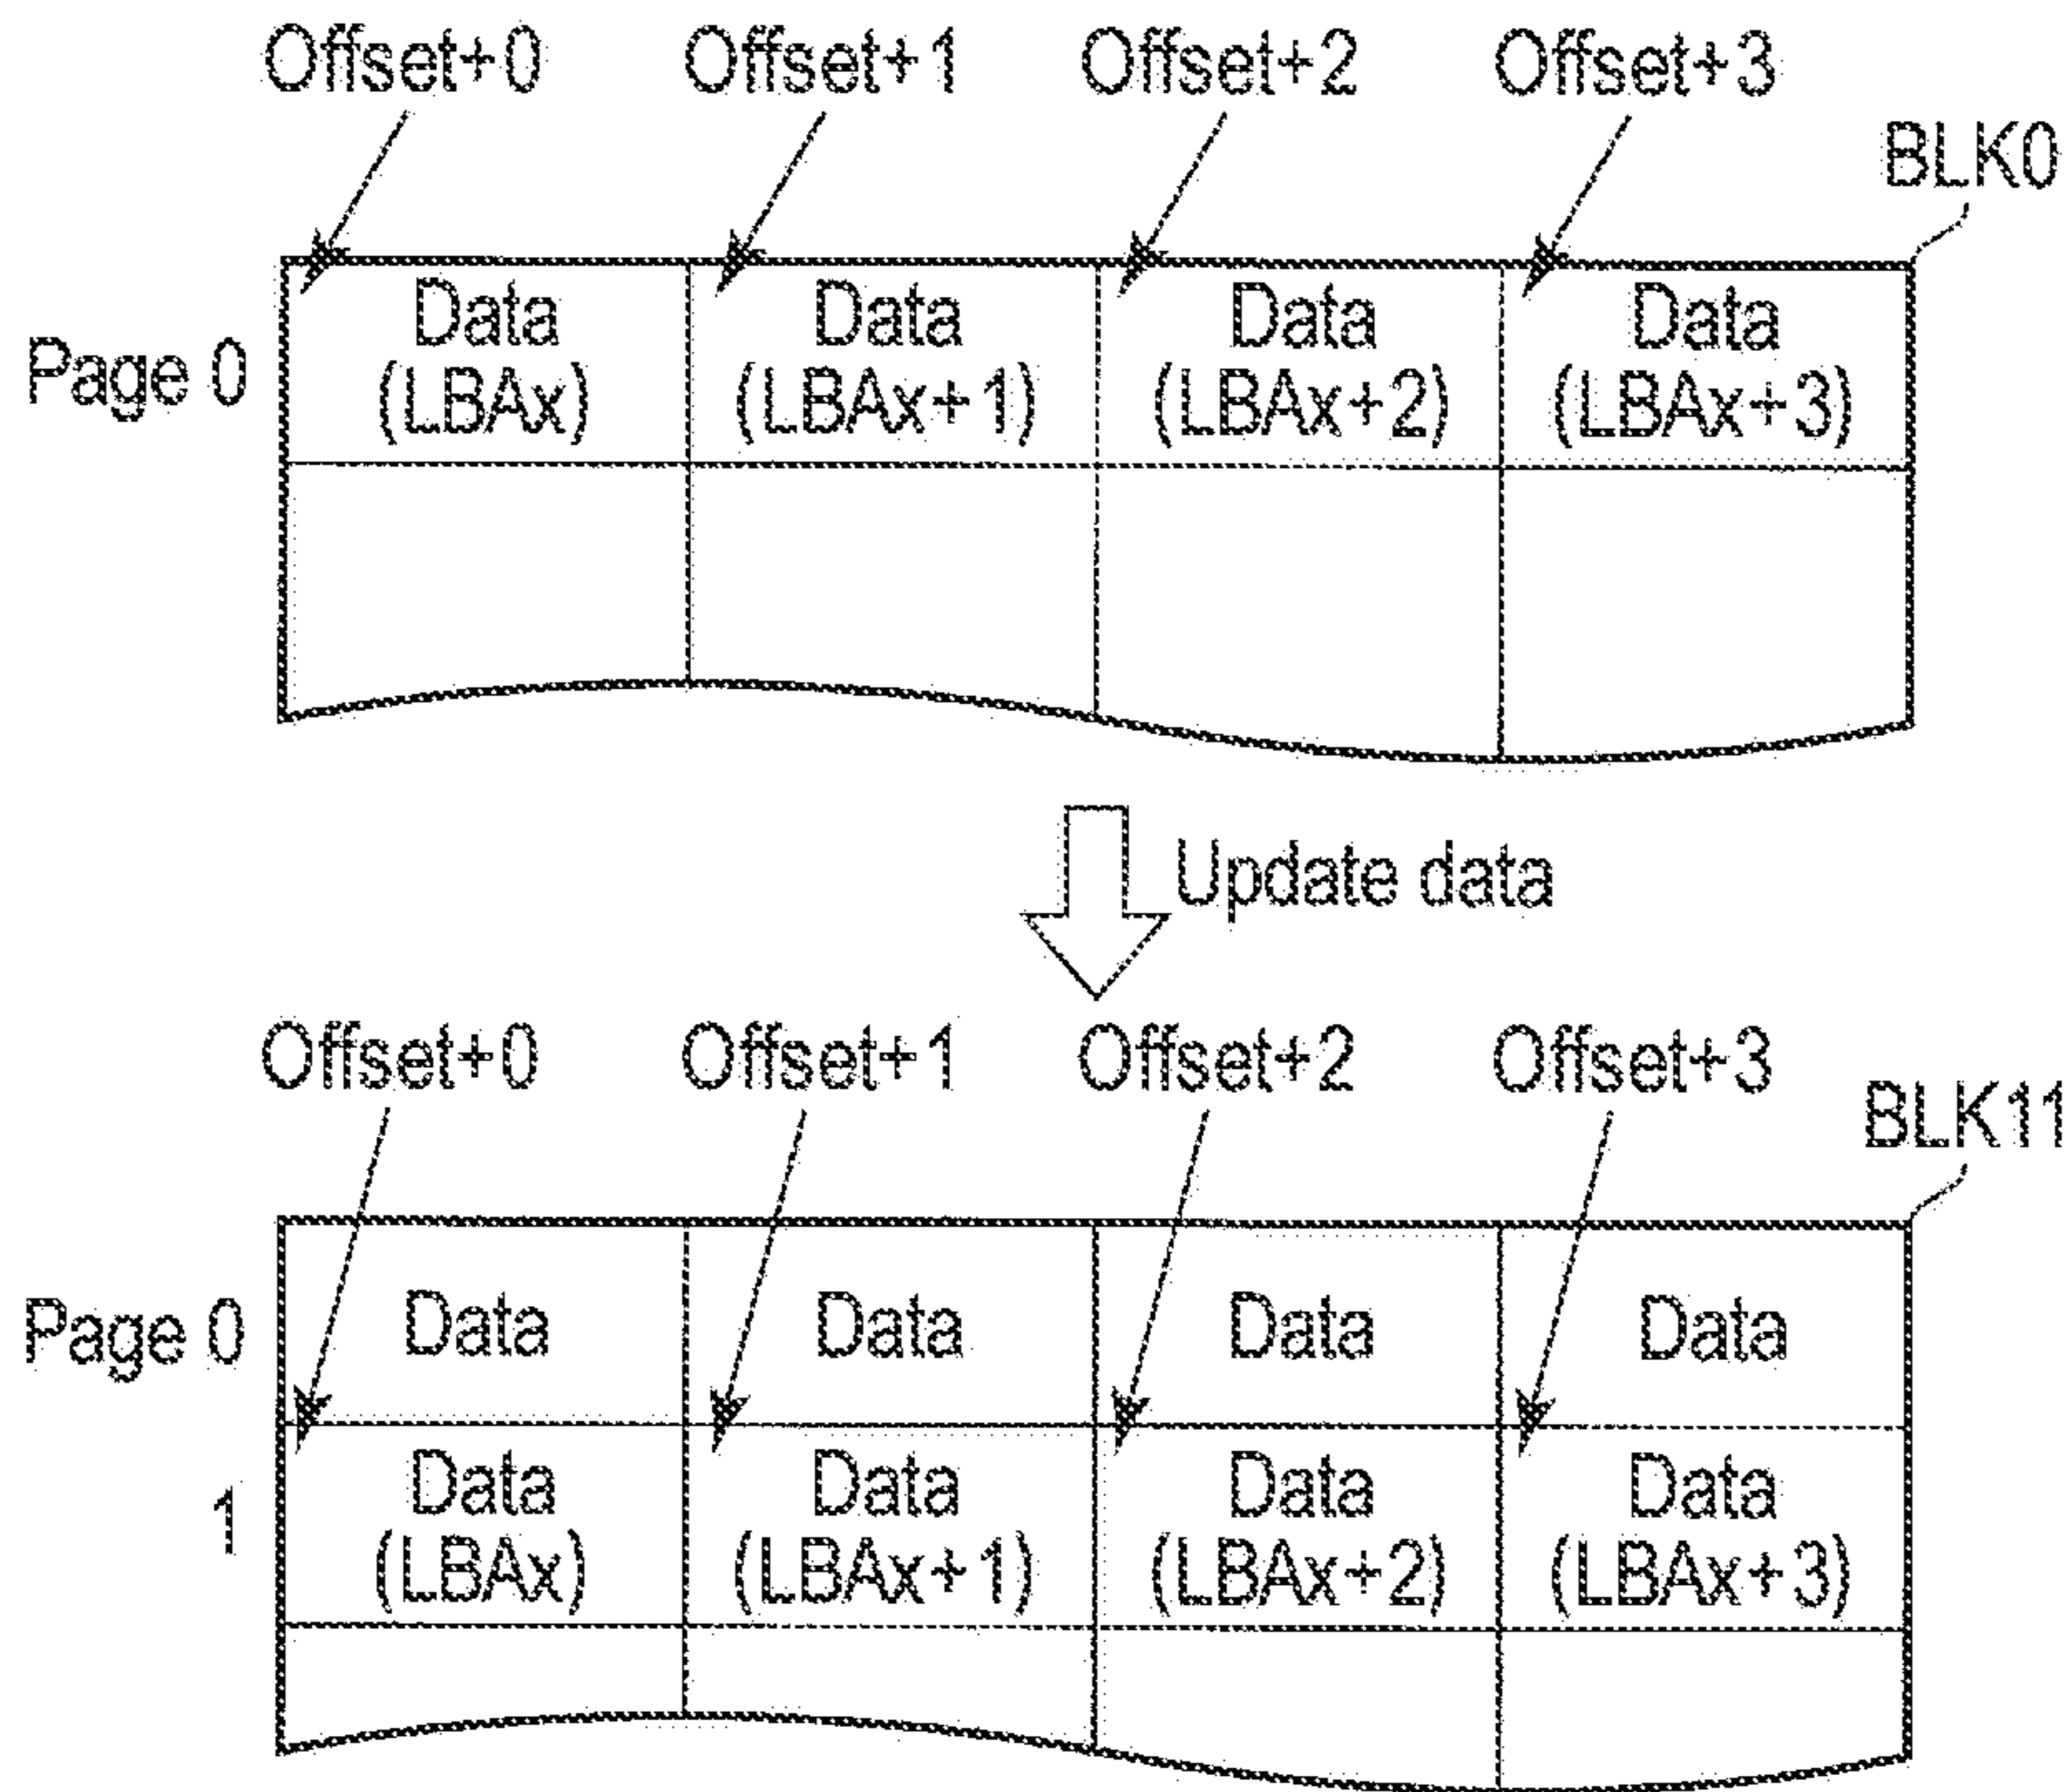 Offset+0 Offset+1 Offset+2 Offset+3
BLK0
Page 0
Data Data Data Data
(LBAx) (LBAx+1) (LBAx+2) (LBAx+3)
Update data
Offset+0 Offset+1 Offset+2 Offset+3
BLK11
Page 0 Data Data Data Data
1
Data Data Data Data
(LBAx) (LBAx+1) (LBAx+2) (LBAx+3)